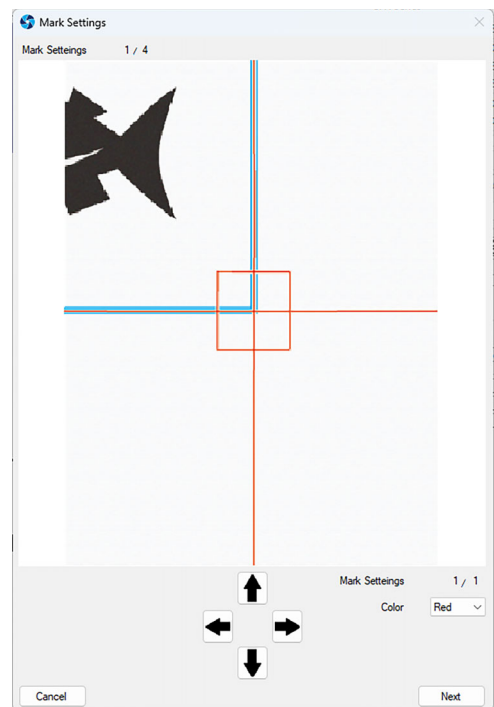 Mark Settings
Mark Setteings 1 / 4
Mark Setteings 1 / 1
Color Red
Cancel Next